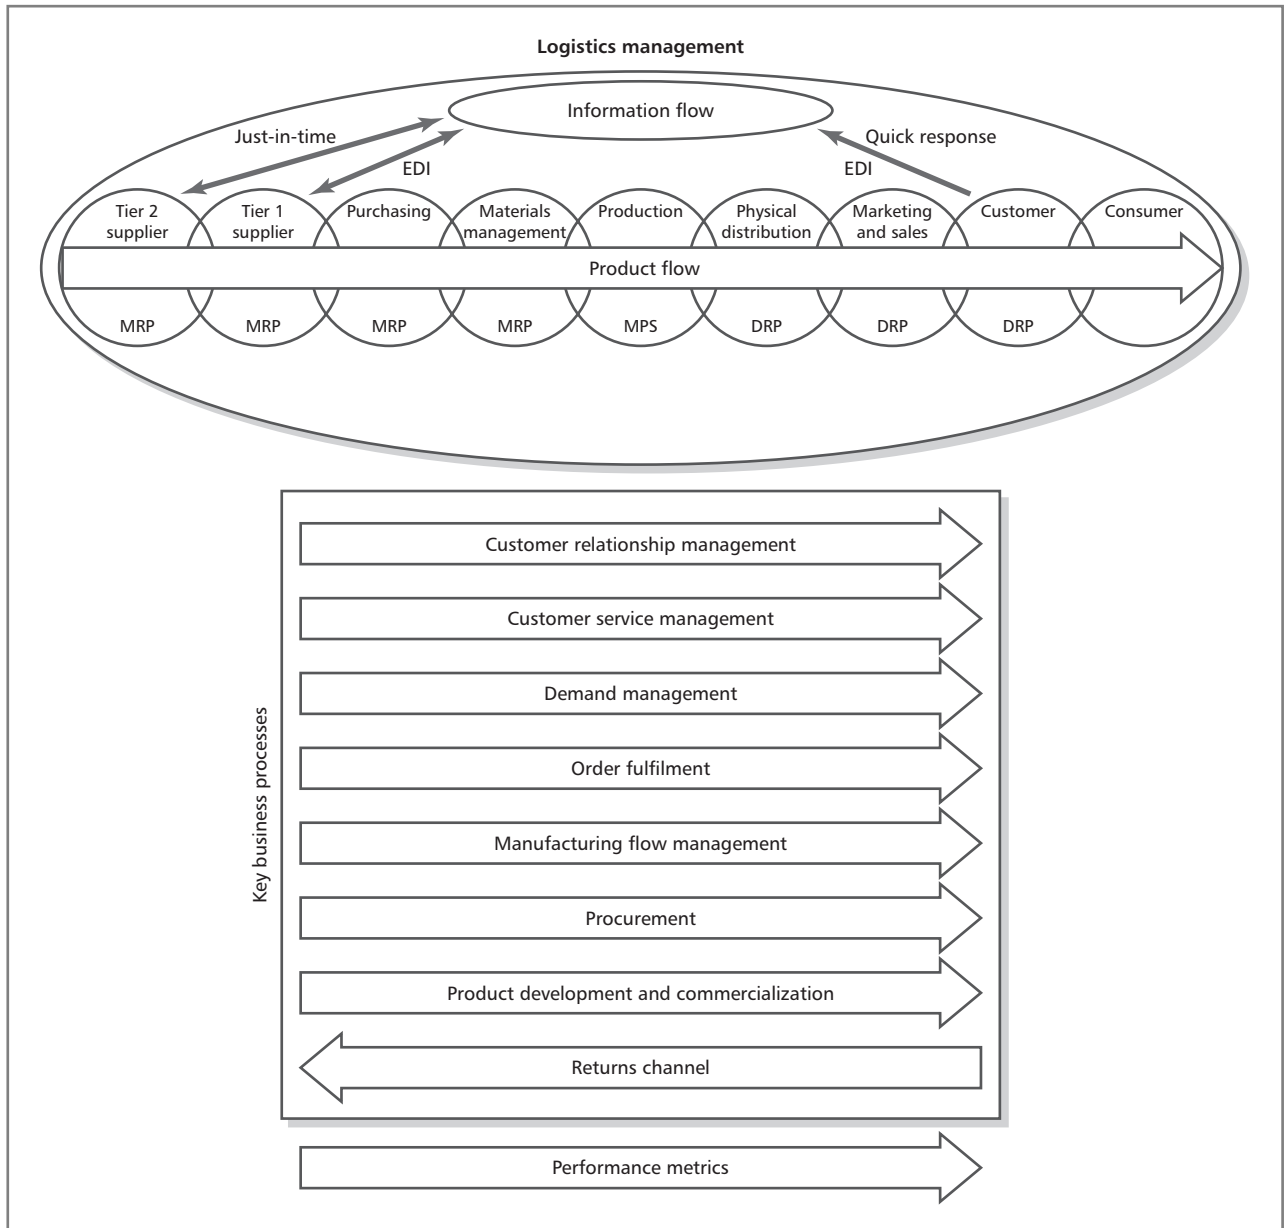 Logistics management
Information flow
Just-in-time
Quick response
EDI
EDI
Tier 2
supplier
Tier 1
supplier
Purchasing
Materials
management
Production
Physical
distribution
Marketing
and sales
Customer
Consumer
Product flow
MRP
MRP
MRP
MRP
MPS
DRP
DRP
DRP
Key business processes
Customer relationship management
Customer service management
Demand management
Order fulfilment
Manufacturing flow management
Procurement
Product development and commercialization
Returns channel
Performance metrics